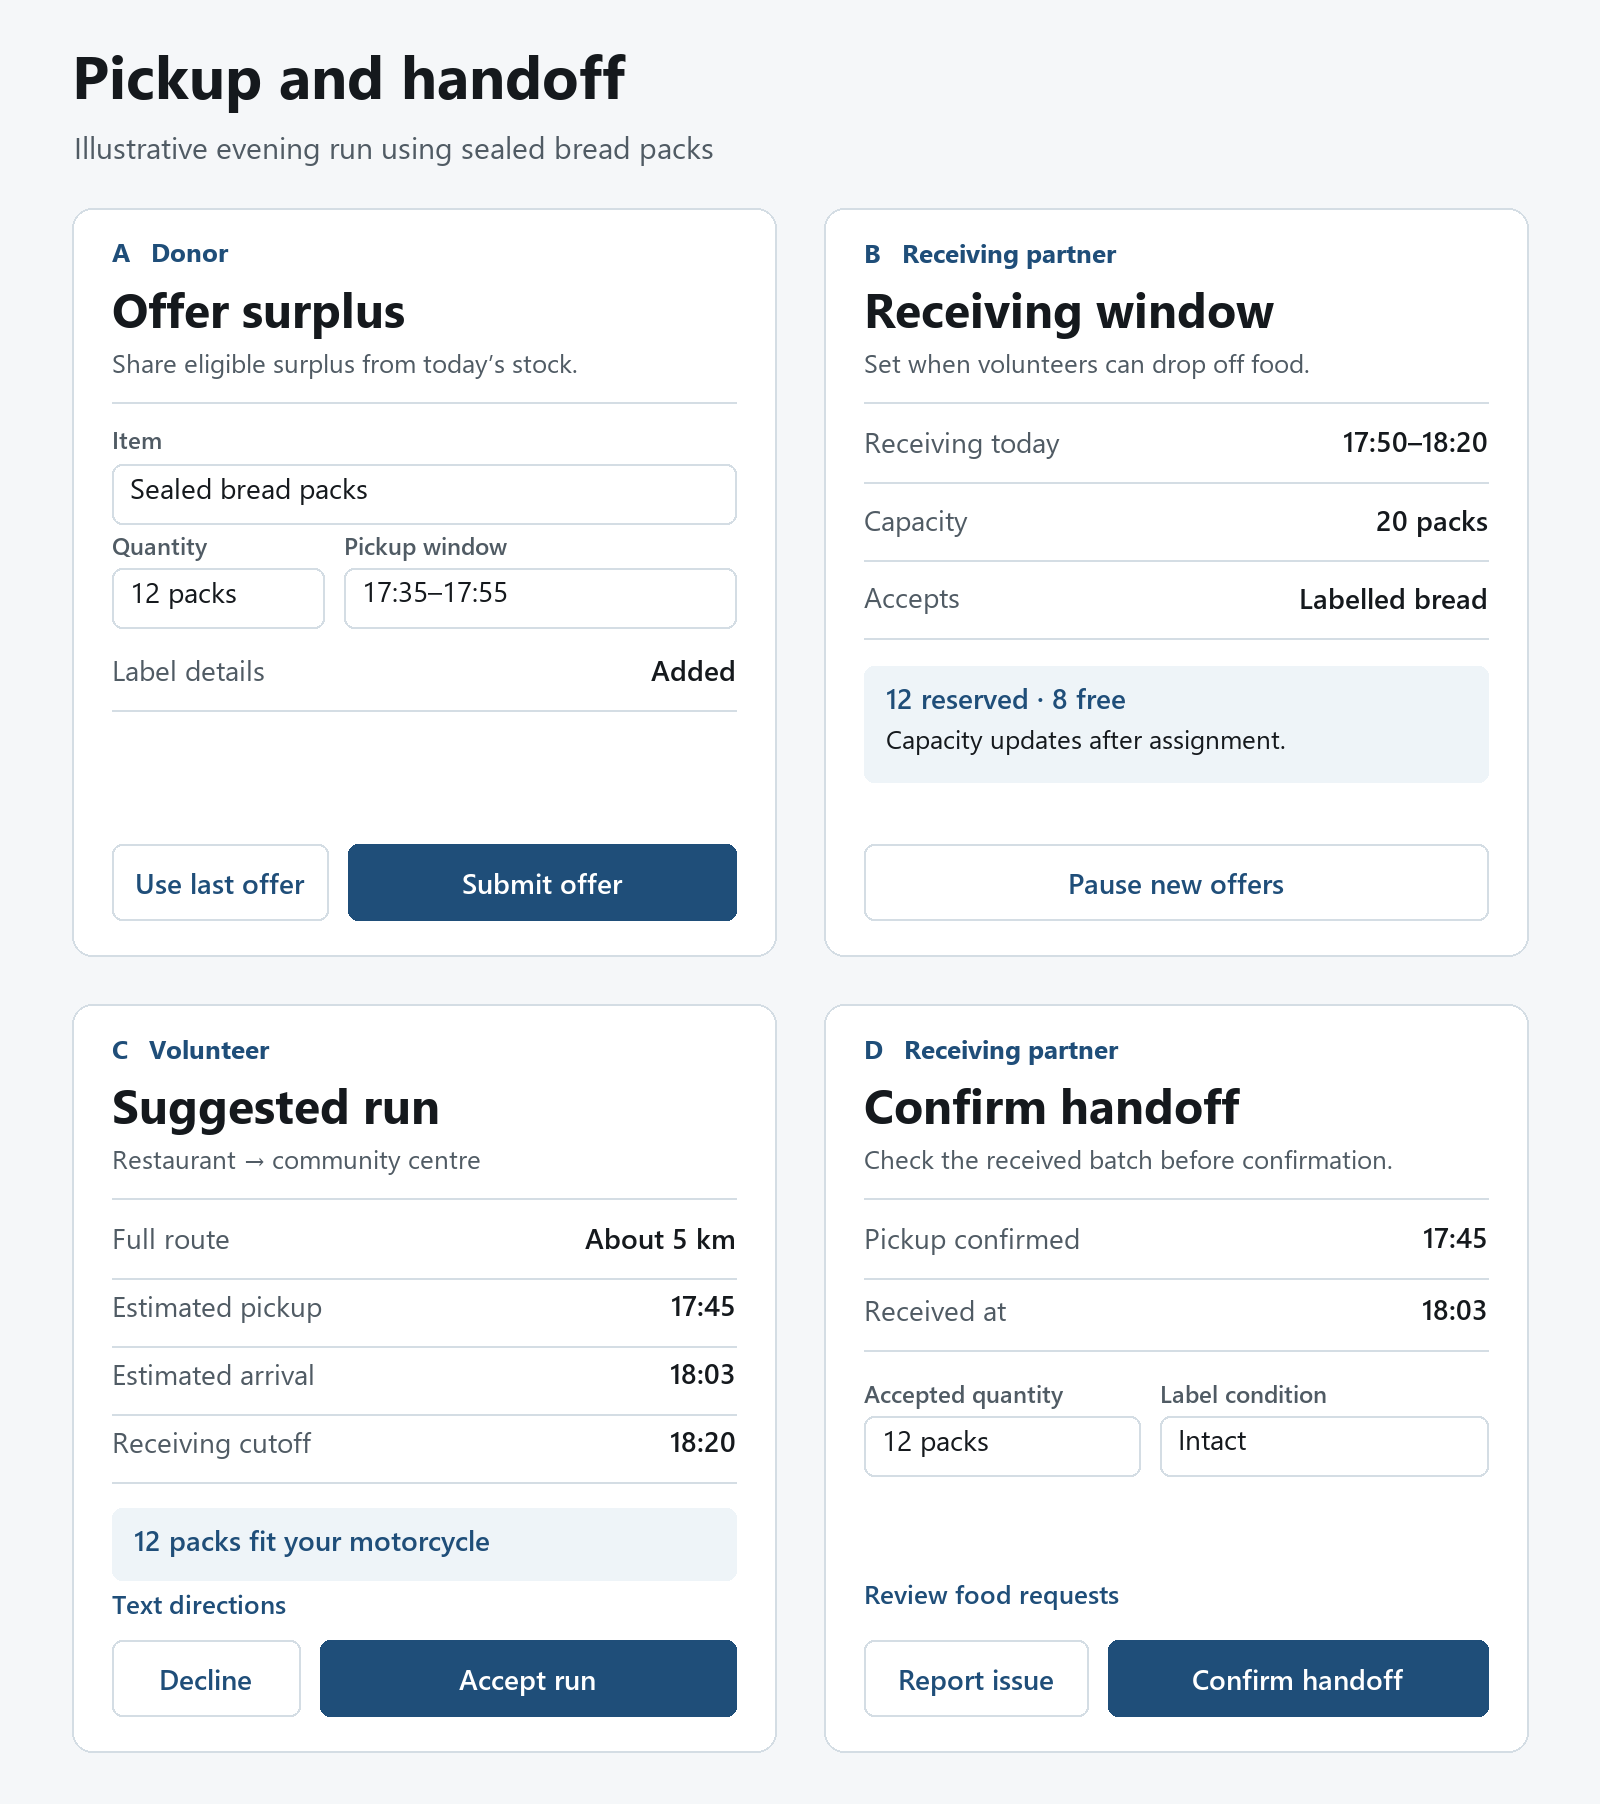 Pickup and handoff
Illustrative evening run using sealed bread packs
A Donor
Offer surplus
Share eligible surplus from today’s stock.
Item
Sealed bread packs
Quantity
Pickup window
12 packs
17:35–17:55
Label details
Added
Use last offer
Submit offer
B Receiving partner
Receiving window
Set when volunteers can drop off food.
Receiving today
17:50–18:20
Capacity
20 packs
Accepts
Labelled bread
12 reserved · 8 free
Capacity updates after assignment.
Pause new offers
C Volunteer
Suggested run
Restaurant → community centre
Full route
About 5 km
Estimated pickup
17:45
Estimated arrival
18:03
Receiving cutoff
18:20
12 packs fit your motorcycle
Text directions
Decline
Accept run
D Receiving partner
Confirm handoff
Check the received batch before confirmation.
Pickup confirmed
17:45
Received at
18:03
Accepted quantity
Label condition
12 packs
Intact
Review food requests
Report issue
Confirm handoff